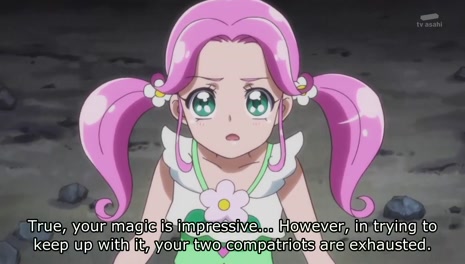 tv asahi
True, your magic is impressive... However, in trying to
keep up with it, your two compatriots are exhausted.